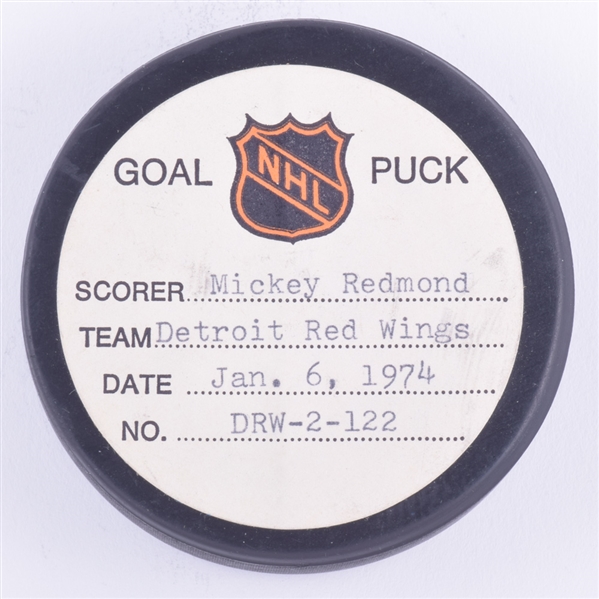 GOAL NHL PUCK
SCORER Mickey Redmond
TEAM Detroit Red Wings
DATE Jan. 6, 1974
NO. DRW-2-122